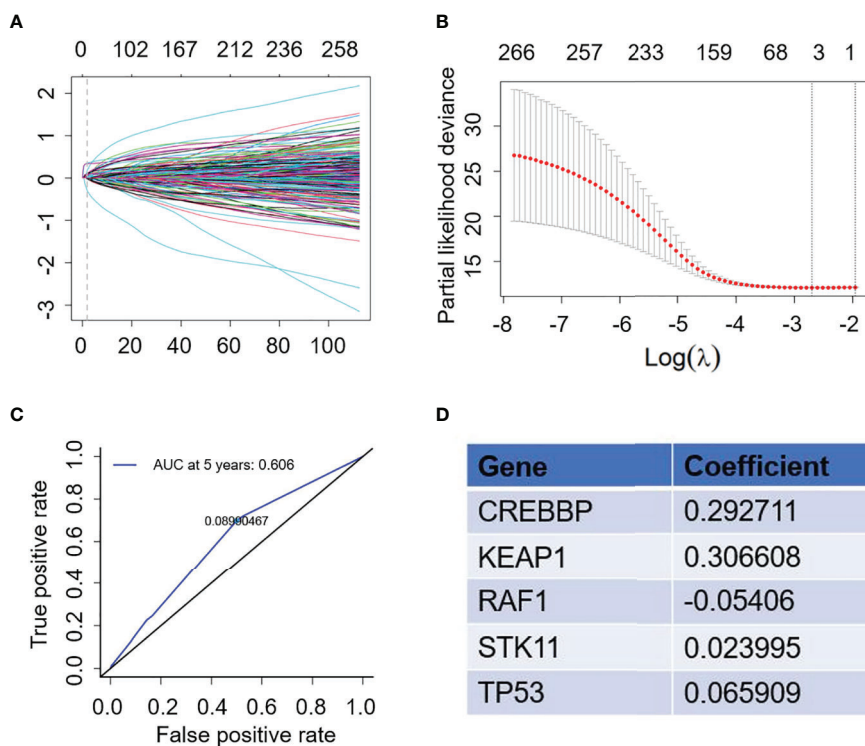 A
0 102 167 212 236 258
2
1
0
-1
-2
-3
0 20 40 60 80 100
B
266 257 233 159 68 3 1
Partial likelihood deviance
30
25
20
15
-8 -7 -6 -5 -4 -3 -2
Log(λ)
C
AUC at 5 years: 0.606
0.08990467
True positive rate
1.0
0.8
0.6
0.4
0.2
0.0
0.0 0.2 0.4 0.6 0.8 1.0
False positive rate
D
Gene Coefficient
CREBBP 0.292711
KEAP1 0.306608
RAF1 -0.05406
STK11 0.023995
TP53 0.065909